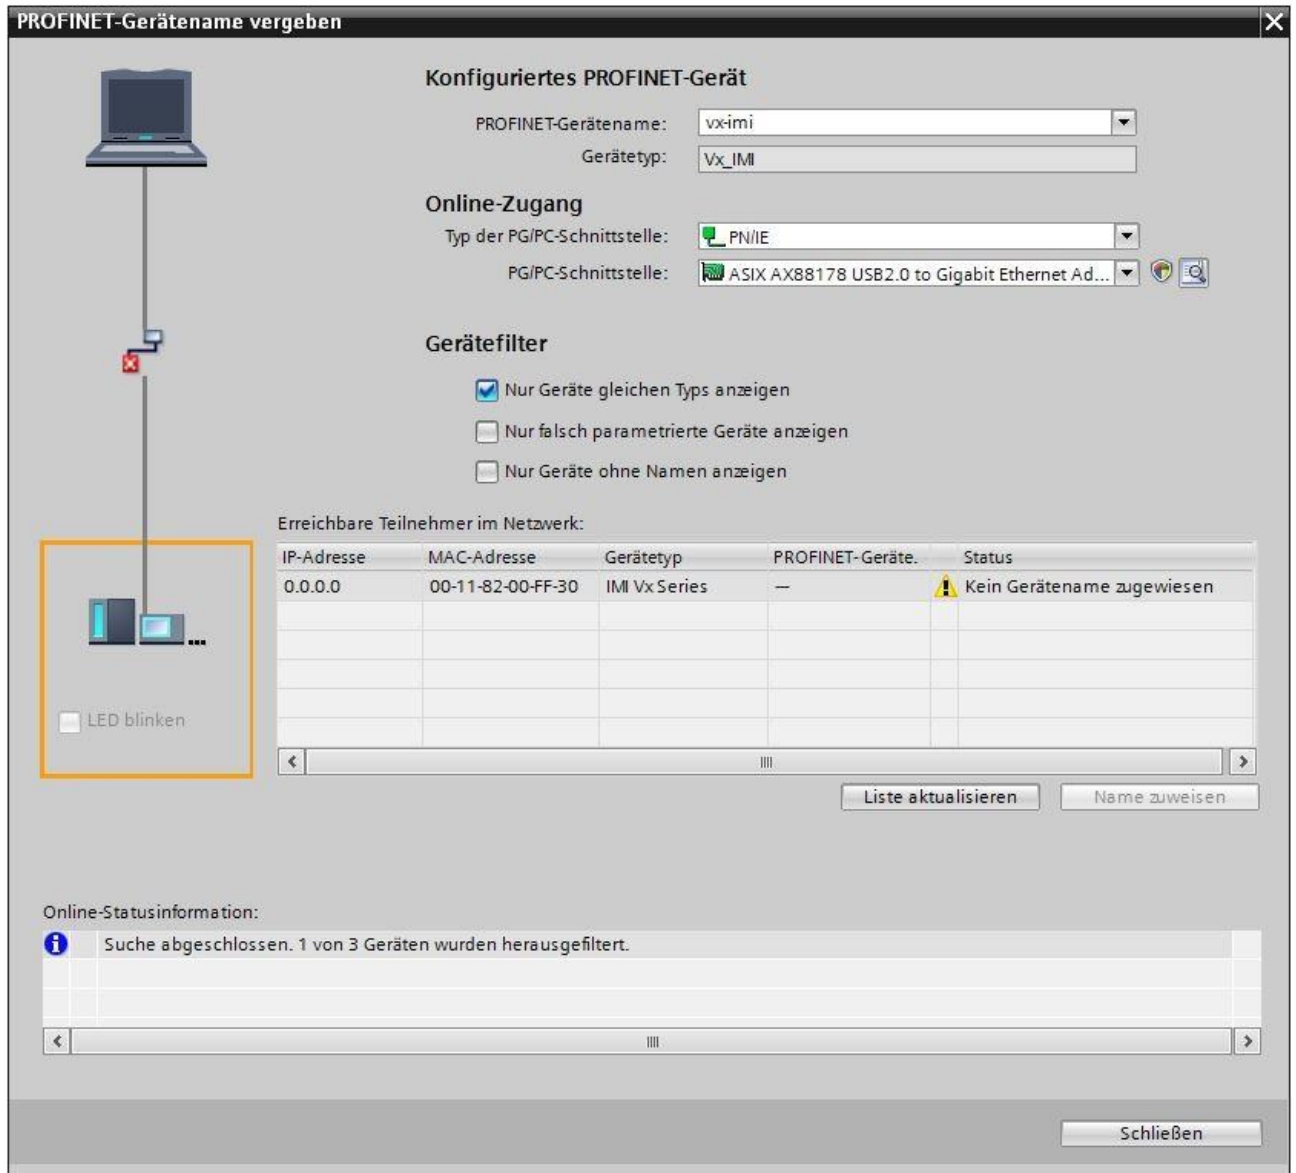 PROFINET-Gerätename vergeben
Konfiguriertes PROFINET-Gerät
PROFINET-Gerätename: vx-imi
Gerätetyp: Vx_IMI
Online-Zugang
Typ der PG/PC-Schnittstelle: PN/IE
PG/PC-Schnittstelle: ASIX AX88178 USB2.0 to Gigabit Ethernet Ad...
Gerätefilter
Nur Geräte gleichen Typs anzeigen
Nur falsch parametrierte Geräte anzeigen
Nur Geräte ohne Namen anzeigen
Erreichbare Teilnehmer im Netzwerk:
IP-Adresse MAC-Adresse Gerätetyp PROFINET-Geräte. Status
0.0.0.0 00-11-82-00-FF-30 IMI Vx Series — Kein Gerätename zugewiesen
LED blinken
Liste aktualisieren Name zuweisen
Online-Statusinformation:
Suche abgeschlossen. 1 von 3 Geräten wurden herausgefiltert.
Schließen